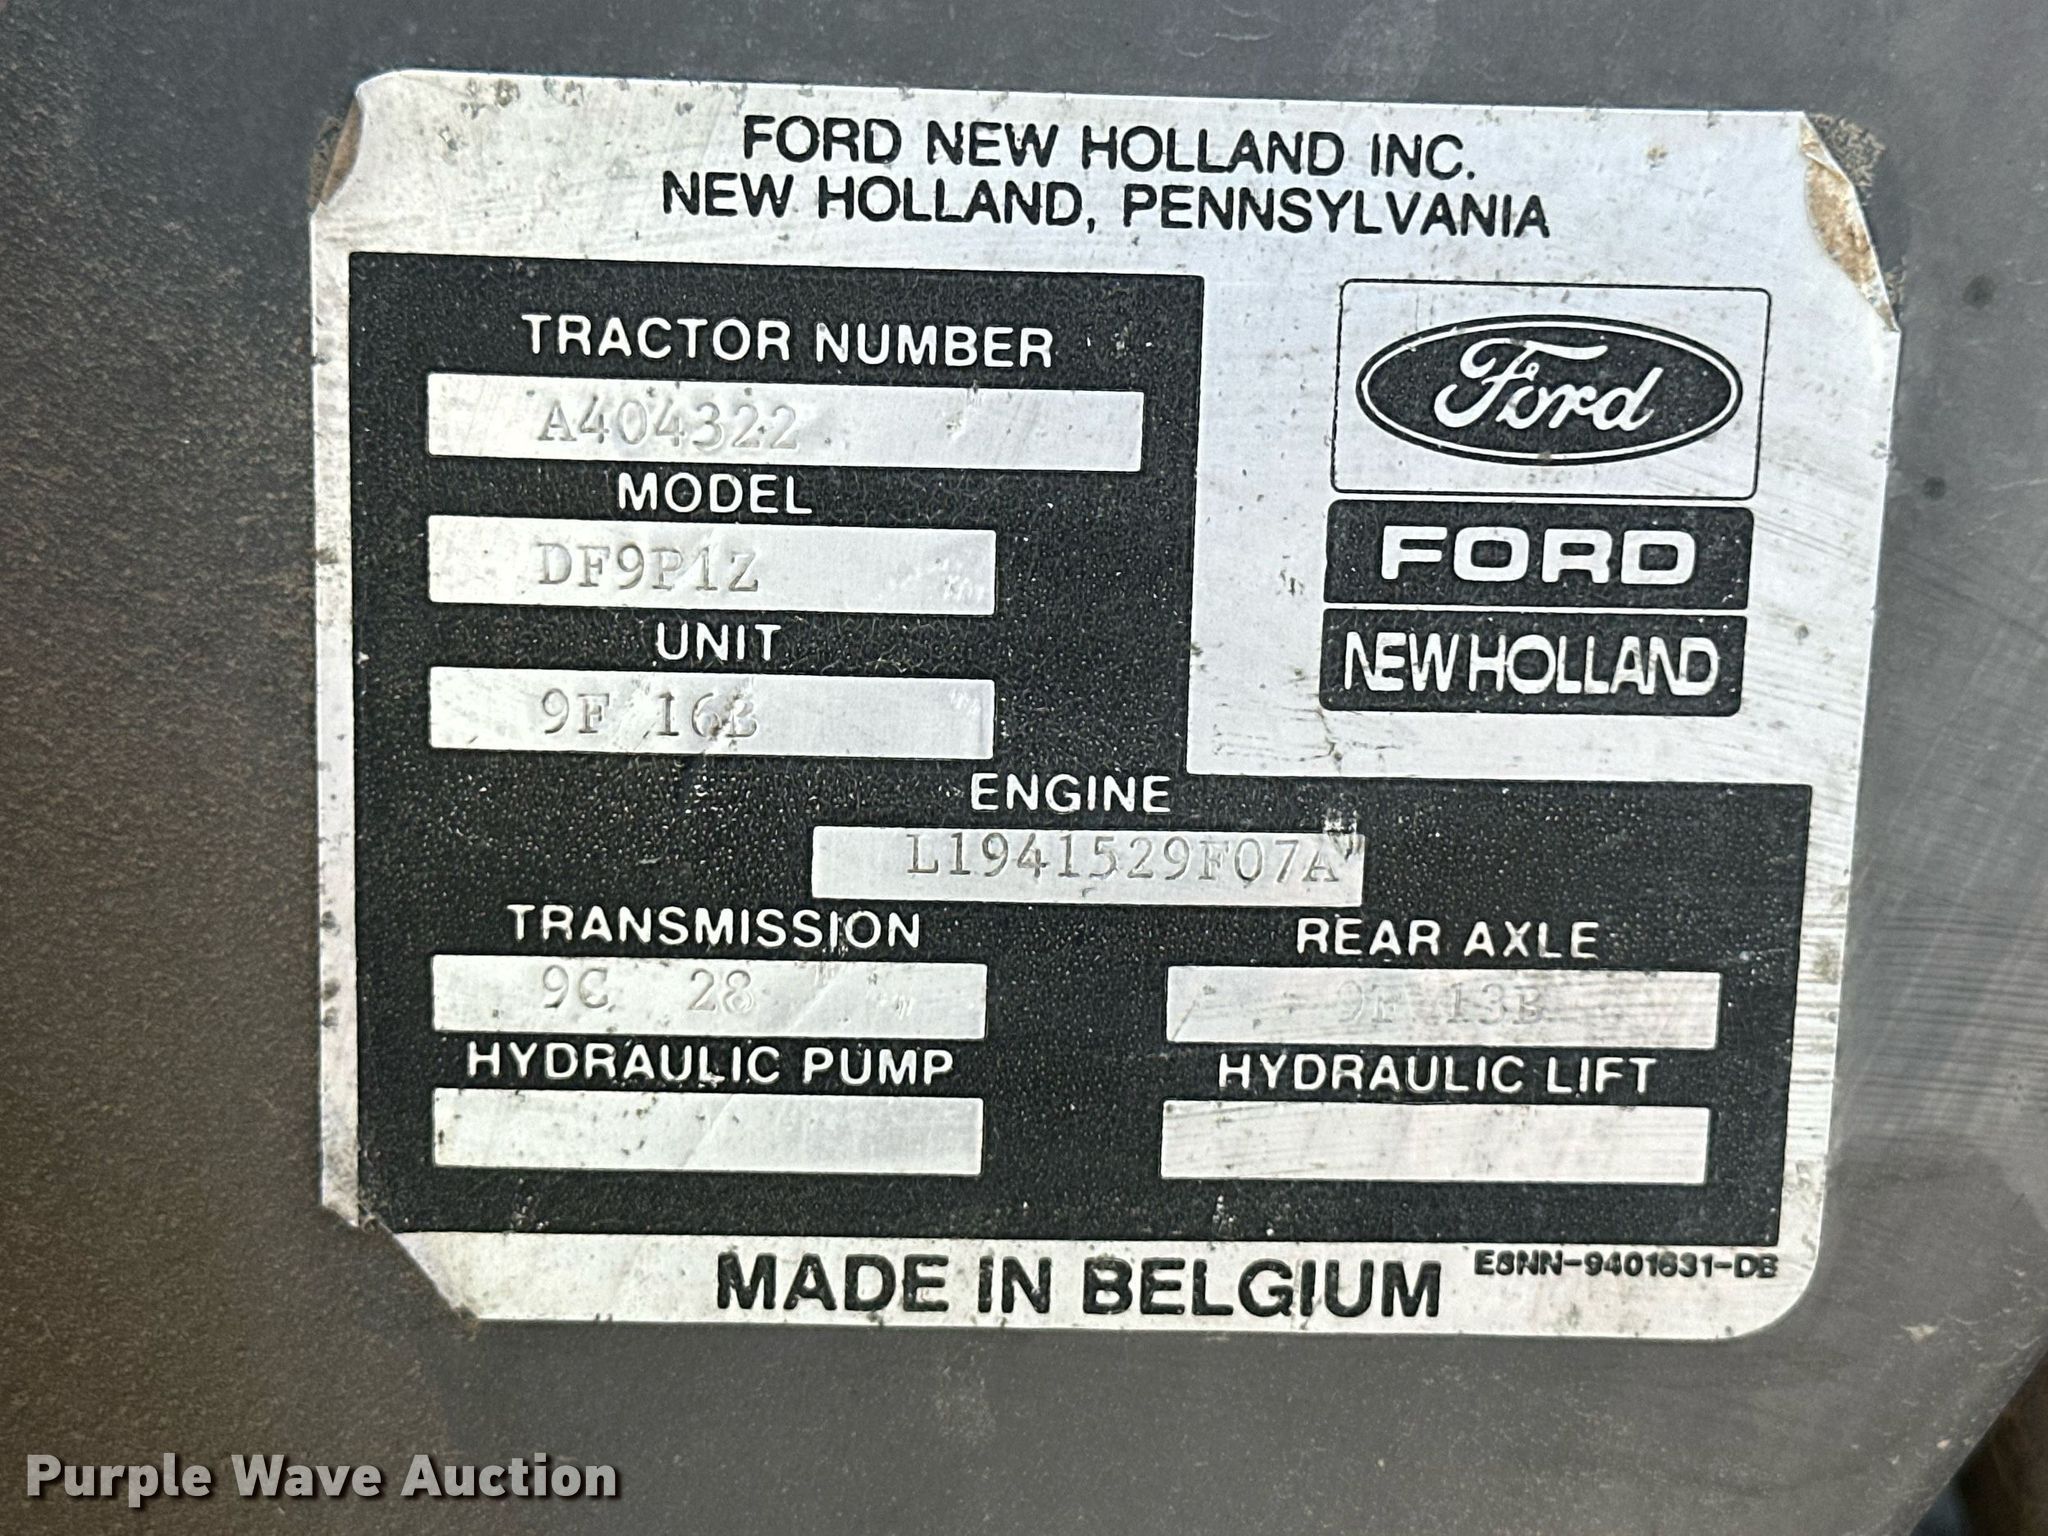 FORD NEW HOLLAND INC.
NEW HOLLAND, PENNSYLVANIA
TRACTOR NUMBER
A404322
MODEL
DF9P1Z
UNIT
9F 16B
Ford
FORD
NEW HOLLAND
ENGINE
L1941529F07A
TRANSMISSION
9C 28
REAR AXLE
9F 13B
HYDRAULIC PUMP
HYDRAULIC LIFT
MADE IN BELGIUM
E8NN-9401631-DB
Purple Wave Auction